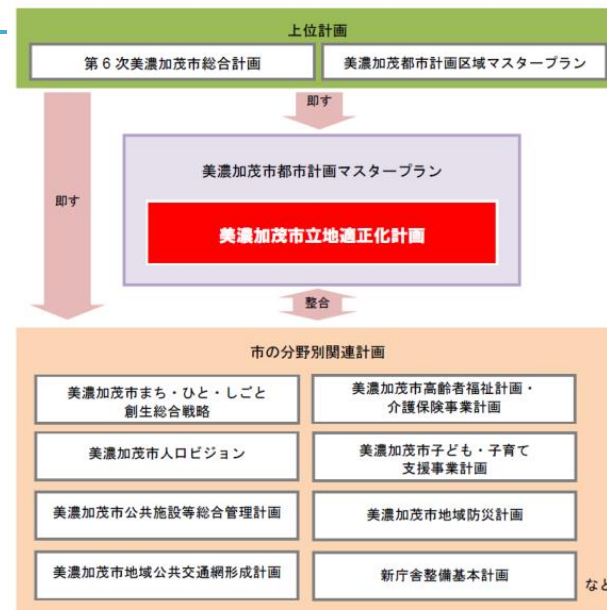 上位計画
第6次美濃加茂市総合計画
美濃加茂都市計画区域マスタープラン
即す
即す
美濃加茂市都市計画マスタープラン
美濃加茂市立地適正化計画
整合
市の分野別関連計画
美濃加茂市まち・ひと・しごと
創生総合戦略
美濃加茂市高齢者福祉計画・
介護保険事業計画
美濃加茂市人口ビジョン
美濃加茂市子ども・子育て
支援事業計画
美濃加茂市公共施設等総合管理計画
美濃加茂市地域防災計画
美濃加茂市地域公共交通網形成計画
新庁舎整備基本計画
など